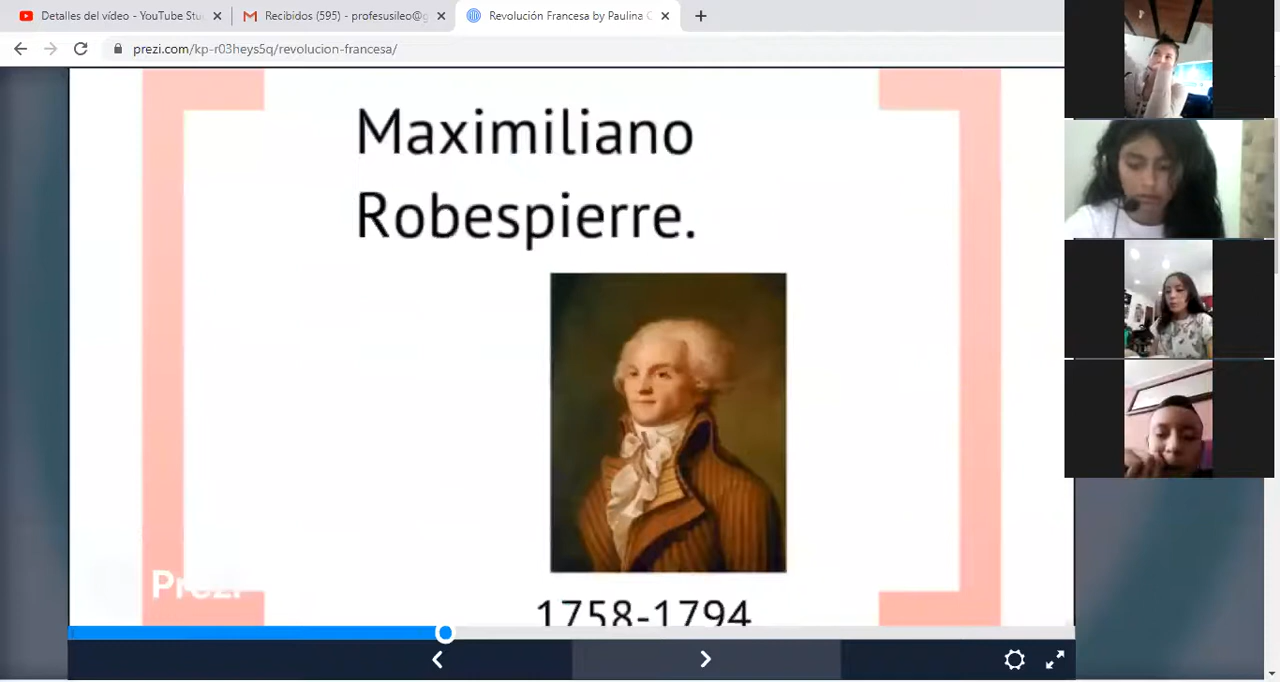 Detalles del vídeo - YouTube Stu
Recibidos (595) - profesusileo@g
Revolución Francesa by Paulina C
prezi.com/kp-r03heys5q/revolucion-francesa/
Maximiliano
Robespierre.
Prezi
1758-1794